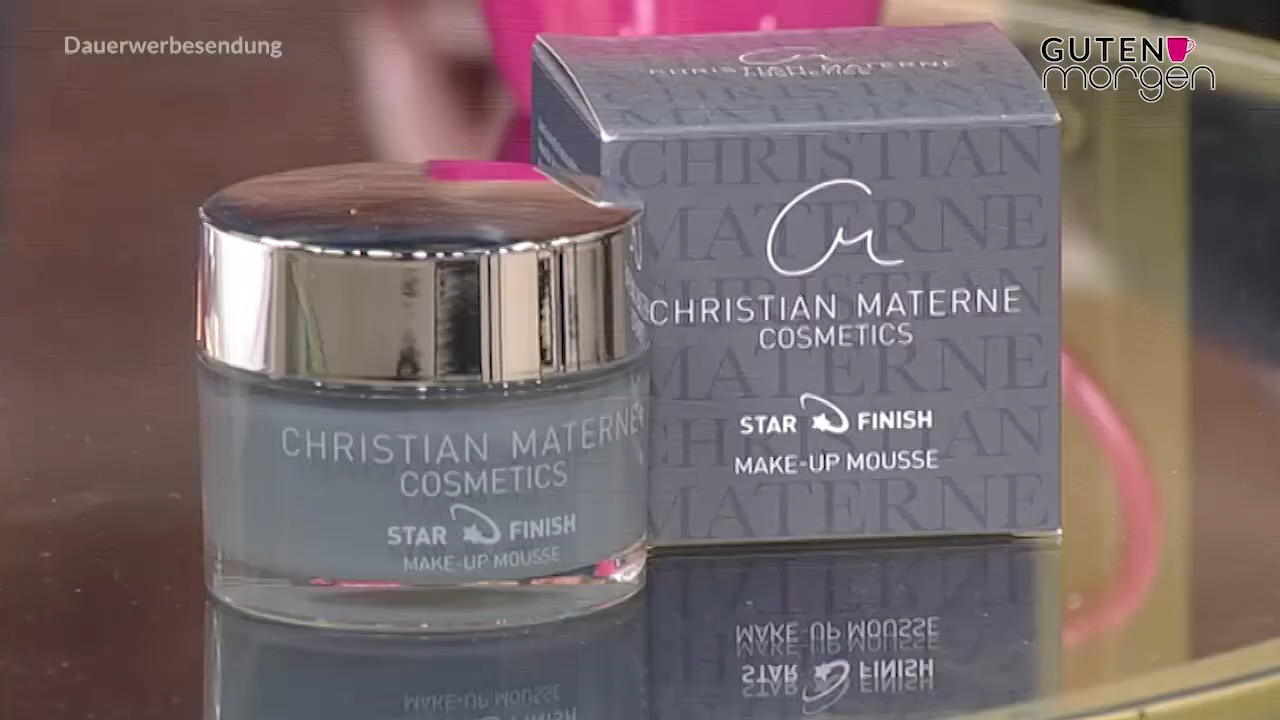 Dauerwerbesendung
GUTEN
morgen
CHRISTIAN MATERNE
CHRISTIAN
MATERNE
CHRISTIAN MATERNE
COSMETICS
STAR FINISH
MAKE-UP MOUSSE
CHRISTIAN MATERNE
COSMETICS
STAR FINISH
MAKE-UP MOUSSE